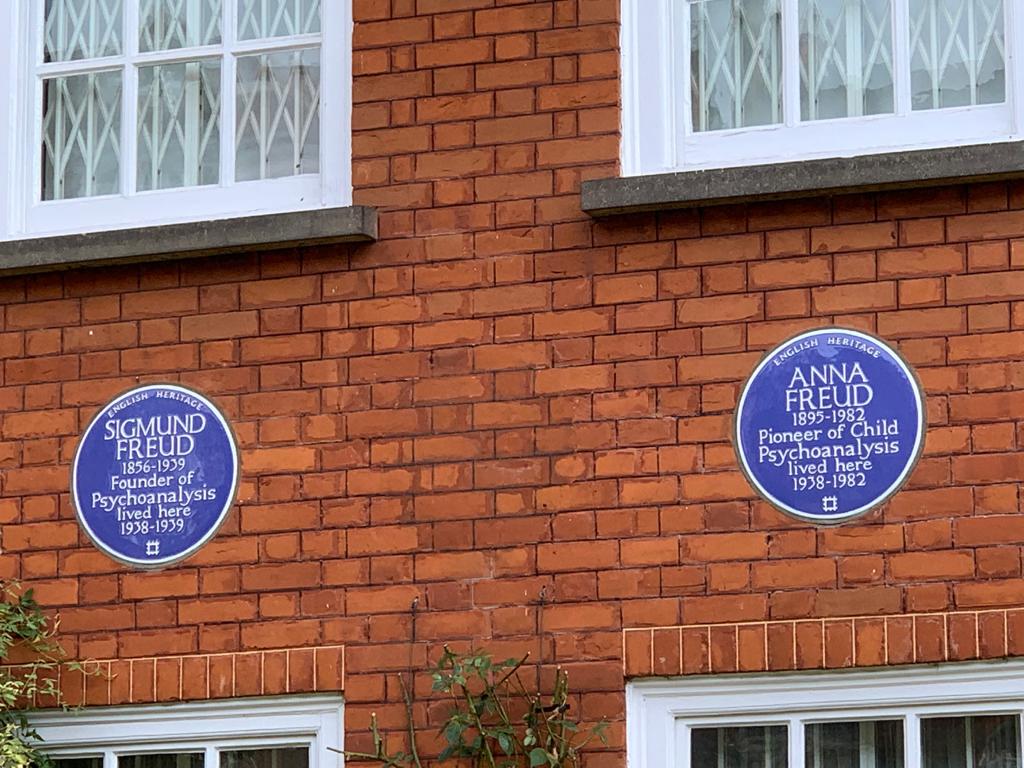 ENGLISH HERITAGE
SIGMUND
FREUD
1856-1939
Founder of
Psychoanalysis
lived here
1938-1939
ENGLISH HERITAGE
ANNA
FREUD
1895-1982
Pioneer of Child
Psychoanalysis
lived here
1938-1982